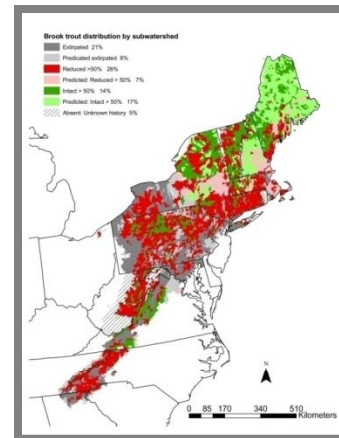 Brook trout distribution by subwatershed
Extirpated 21%
Predicated extirpated 8%
Reduced >50% 28%
Predicted: Reduced > 50% 7%
Intact > 50% 14%
Predicted: Intact > 50% 17%
Absent: Unknown history 5%
N
0 85 170 340 510
Kilometers